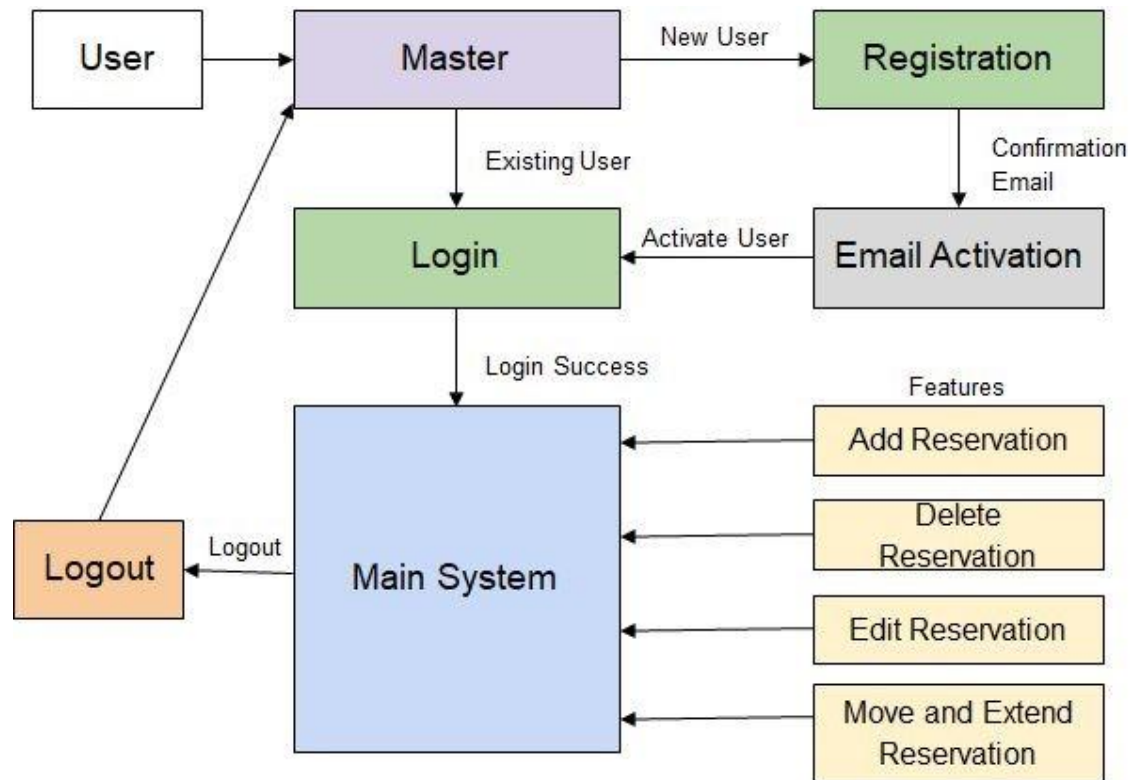 User
Master
New User
Registration
Existing User
Confirmation
Email
Login
Activate User
Email Activation
Login Success
Features
Add Reservation
Delete
Reservation
Logout
Logout
Main System
Edit Reservation
Move and Extend
Reservation